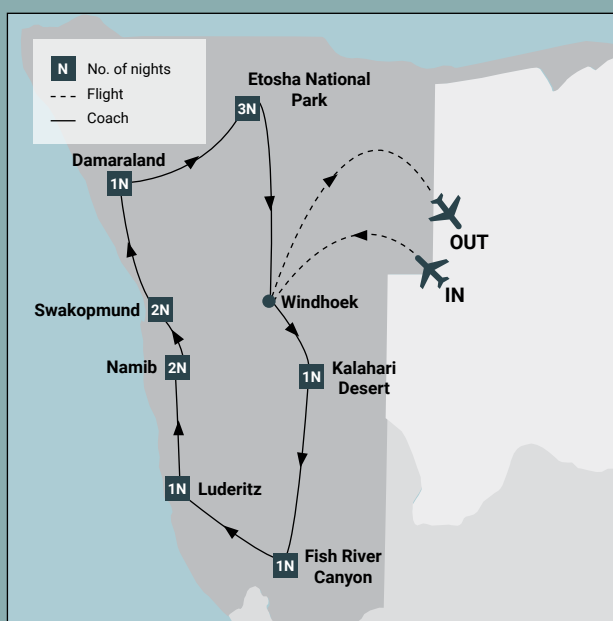 N No. of nights
Flight
Coach
Etosha National
Park
3N
Damaraland
1N
OUT
IN
Windhoek
Swakopmund 2N
Namib 2N
1N Kalahari
Desert
1N Luderitz
1N Fish River
Canyon